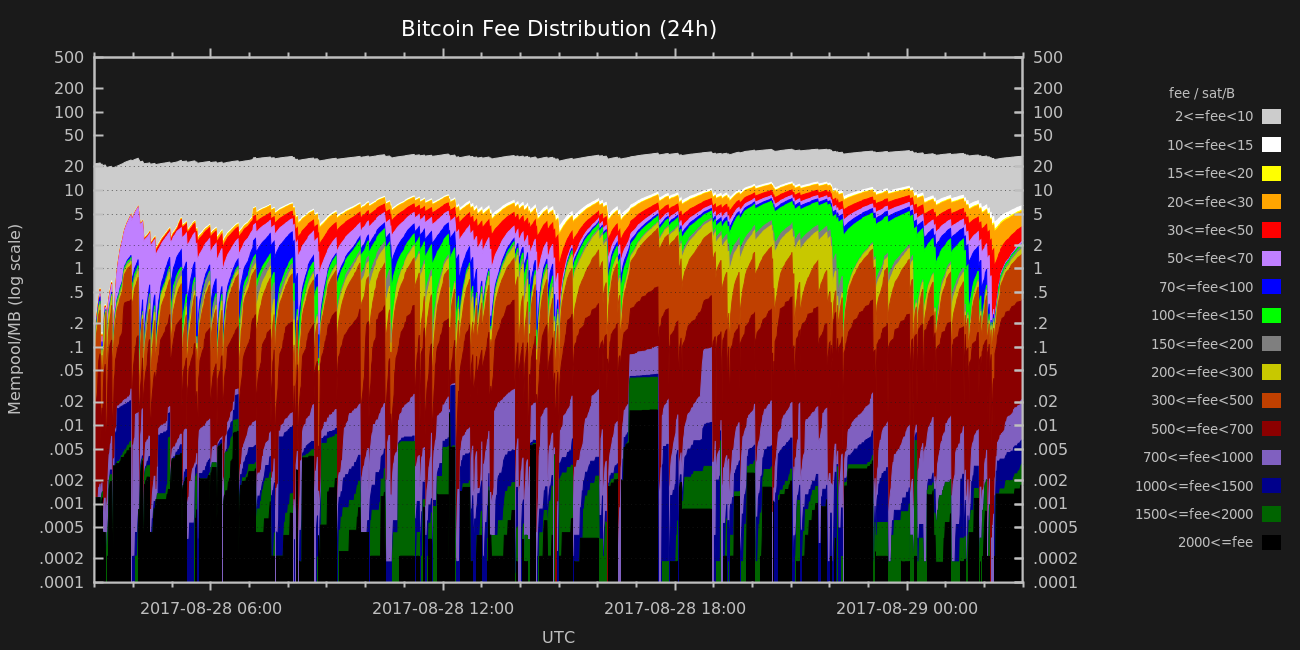 Bitcoin Fee Distribution (24h)
500
200
100
50
20
10
5
2
1
.5
.2
.1
.05
.02
.01
.005
.002
.001
.0005
.0002
.0001
Mempool/MB (log scale)
500
200
100
50
20
10
5
2
1
.5
.2
.1
.05
.02
.01
.005
.002
.001
.0005
.0002
.0001
fee / sat/B
2<=fee<10
10<=fee<15
15<=fee<20
20<=fee<30
30<=fee<50
50<=fee<70
70<=fee<100
100<=fee<150
150<=fee<200
200<=fee<300
300<=fee<500
500<=fee<700
700<=fee<1000
1000<=fee<1500
1500<=fee<2000
2000<=fee
2017-08-28 06:00 2017-08-28 12:00 2017-08-28 18:00 2017-08-29 00:00
UTC